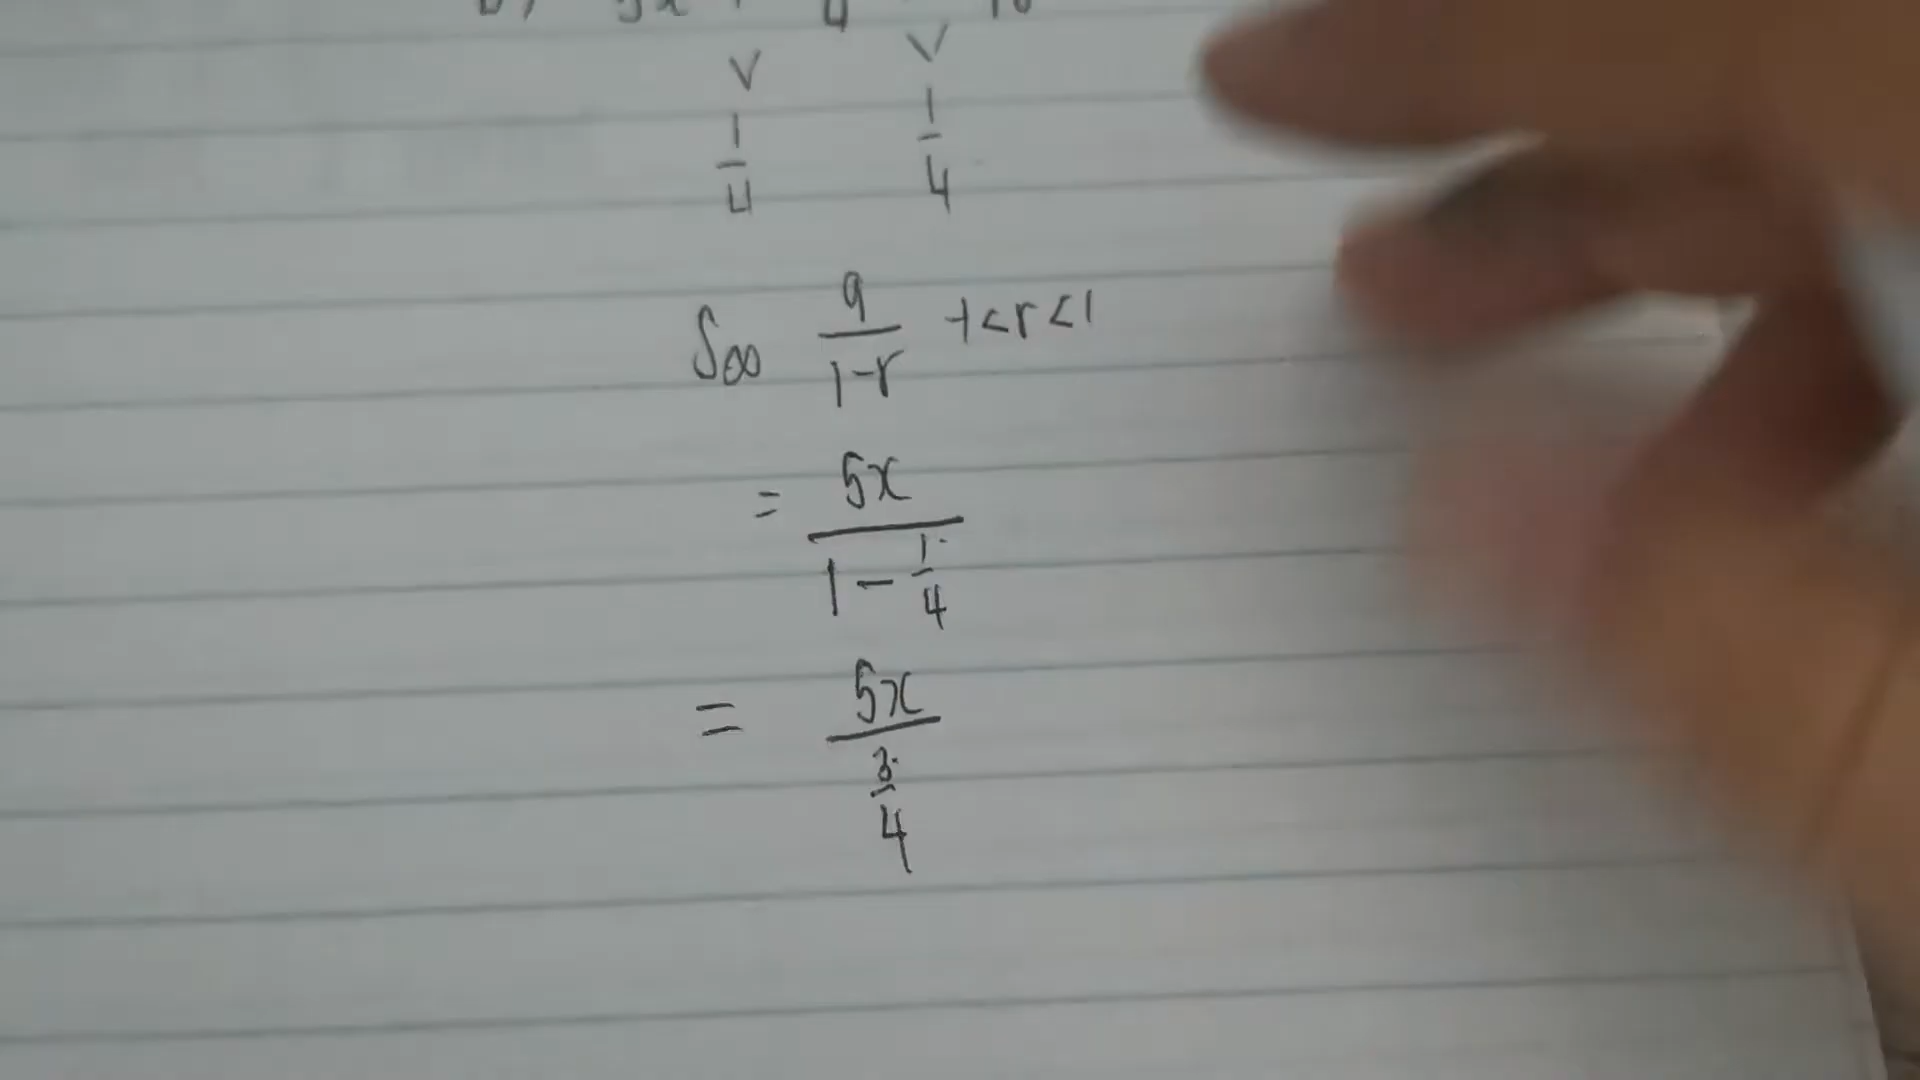 V V
1/4 1/4
S∞ a/(1-r) -1<r<1
= 5x/(1 - 1/4)
= 5x/(3/4)